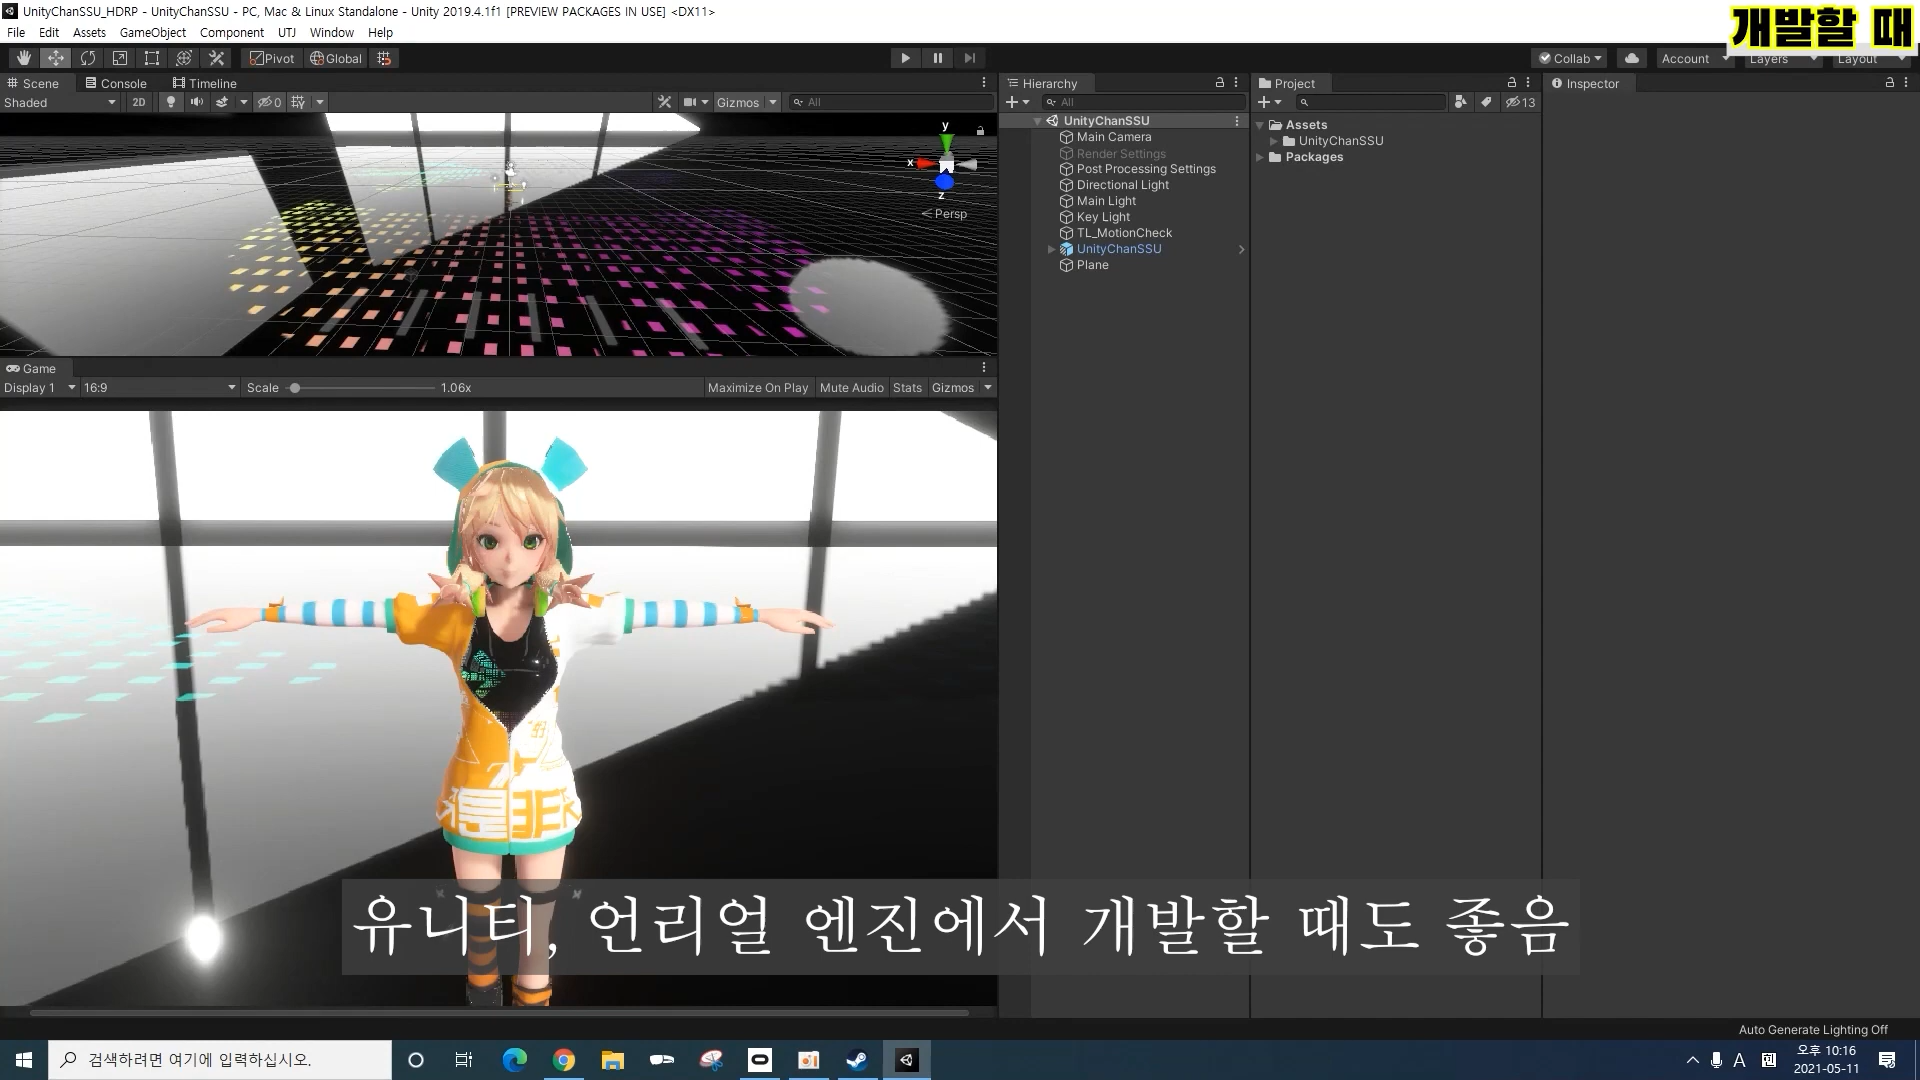 UnityChanSSU_HDRP - UnityChanSSU - PC, Mac & Linux Standalone - Unity 2019.4.1f1 [PREVIEW PACKAGES IN USE] <DX11>
개발할 때
File Edit Assets GameObject Component UTJ Window Help
Pivot Global Collab Account Layers Layout
Scene Console Timeline
Hierarchy
Project
Inspector
Shaded 2D 0 Gizmos All
All
13
y
x
z
Persp
UnityChanSSU
Main Camera
Render Settings
Post Processing Settings
Directional Light
Main Light
Key Light
TL_MotionCheck
UnityChanSSU
Plane
Assets
UnityChanSSU
Packages
Game
Display 1 16:9 Scale 1.06x Maximize On Play Mute Audio Stats Gizmos
유니티, 언리얼 엔진에서 개발할 때도 좋음
Auto Generate Lighting Off
검색하려면 여기에 입력하십시오.
A
오후 10:16
2021-05-11